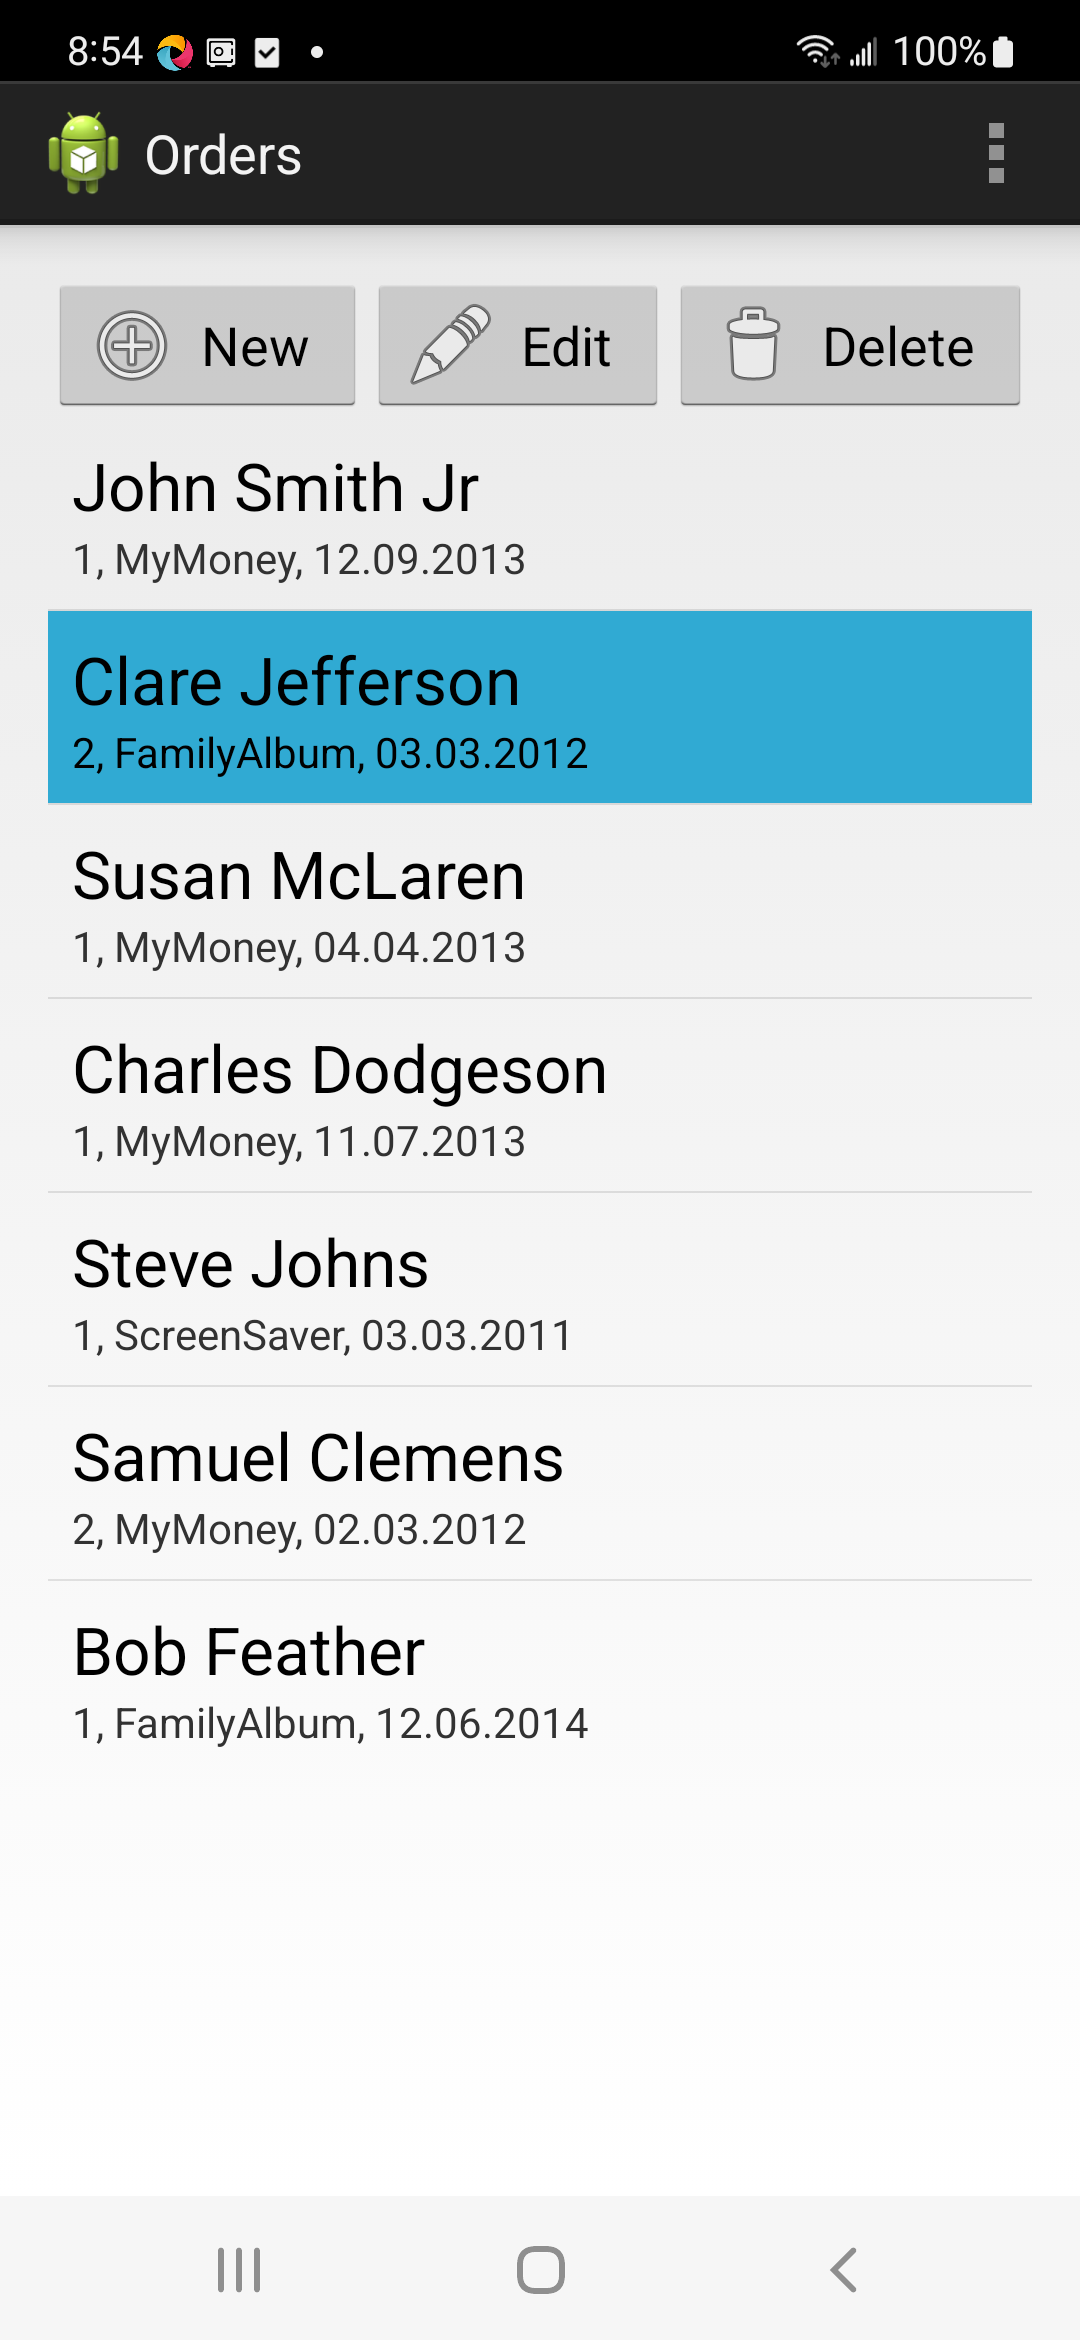 8:54 100%
Orders
New Edit Delete
John Smith Jr
1, MyMoney, 12.09.2013
Clare Jefferson
2, FamilyAlbum, 03.03.2012
Susan McLaren
1, MyMoney, 04.04.2013
Charles Dodgeson
1, MyMoney, 11.07.2013
Steve Johns
1, ScreenSaver, 03.03.2011
Samuel Clemens
2, MyMoney, 02.03.2012
Bob Feather
1, FamilyAlbum, 12.06.2014